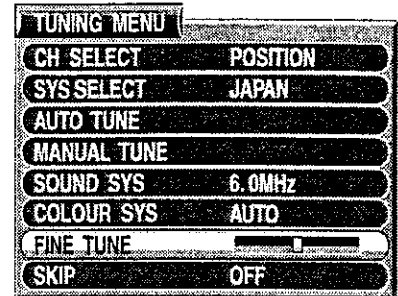 TUNING MENU
CH SELECT POSITION
SYS SELECT JAPAN
AUTO TUNE
MANUAL TUNE
SOUND SYS 6.0MHz
COLOUR SYS AUTO
FINE TUNE
SKIP OFF